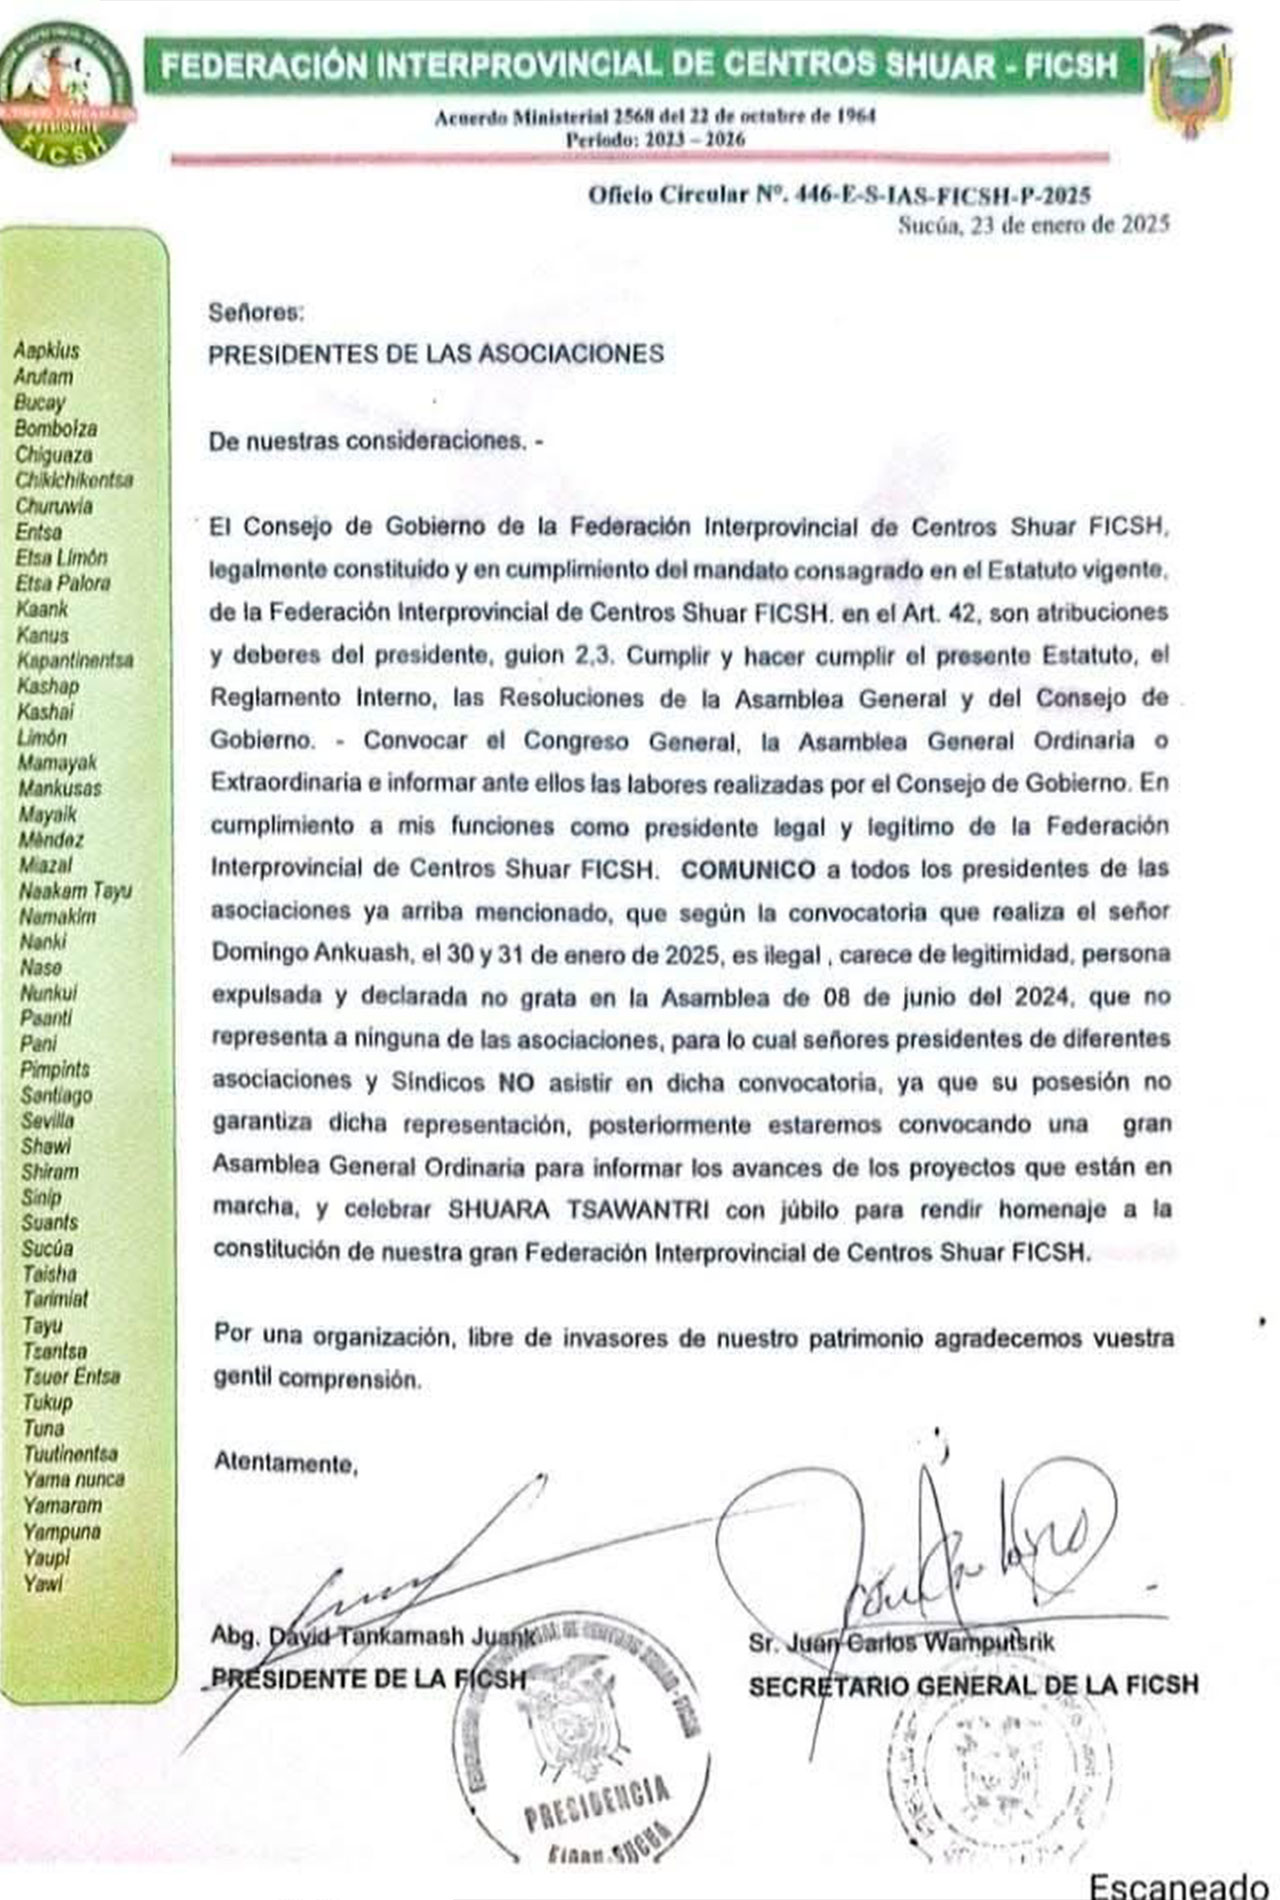 FEDERACIÓN INTERPROVINCIAL DE CENTROS SHUAR - FICSH
Acuerdo Ministerial 2568 del 22 de octubre de 1964
Periodo: 2023 – 2026
PRESIDENTE
FICSH
Oficio Circular Nº. 446-E-S-IAS-FICSH-P-2025
Sucúa, 23 de enero de 2025
Aapkius
Arutam
Bucay
Bomboiza
Chiguaza
Chikichikentsa
Churuwia
Entsa
Etsa Limón
Etsa Palora
Kaank
Kanus
Kapantinentsa
Kashap
Kashai
Limón
Mamayak
Mankusas
Mayaik
Méndez
Miazal
Naakam Tayu
Namakim
Nanki
Nase
Nunkui
Paanti
Pani
Pimpints
Santiago
Sevilla
Shawi
Shiram
Sinip
Suants
Sucúa
Taisha
Tarimiat
Tayu
Tsantsa
Tsuer Entsa
Tukup
Tuna
Tuutinentsa
Yama nunca
Yamaram
Yampuna
Yaupi
Yawi
Señores:
PRESIDENTES DE LAS ASOCIACIONES
De nuestras consideraciones. -
El Consejo de Gobierno de la Federación Interprovincial de Centros Shuar FICSH,
legalmente constituido y en cumplimiento del mandato consagrado en el Estatuto vigente,
de la Federación Interprovincial de Centros Shuar FICSH. en el Art. 42, son atribuciones
y deberes del presidente, guion 2,3. Cumplir y hacer cumplir el presente Estatuto, el
Reglamento Interno, las Resoluciones de la Asamblea General y del Consejo de
Gobierno. - Convocar el Congreso General, la Asamblea General Ordinaria o
Extraordinaria e informar ante ellos las labores realizadas por el Consejo de Gobierno. En
cumplimiento a mis funciones como presidente legal y legítimo de la Federación
Interprovincial de Centros Shuar FICSH. COMUNICO a todos los presidentes de las
asociaciones ya arriba mencionado, que según la convocatoria que realiza el señor
Domingo Ankuash, el 30 y 31 de enero de 2025, es ilegal , carece de legitimidad, persona
expulsada y declarada no grata en la Asamblea de 08 de junio del 2024, que no
representa a ninguna de las asociaciones, para lo cual señores presidentes de diferentes
asociaciones y Síndicos NO asistir en dicha convocatoria, ya que su posesión no
garantiza dicha representación, posteriormente estaremos convocando una gran
Asamblea General Ordinaria para informar los avances de los proyectos que están en
marcha, y celebrar SHUARA TSAWANTRI con júbilo para rendir homenaje a la
constitución de nuestra gran Federación Interprovincial de Centros Shuar FICSH.
Por una organización, libre de invasores de nuestro patrimonio agradecemos vuestra
gentil comprensión.
Atentamente,
Abg. David Tankamash Juank
PRESIDENTE DE LA FICSH
Sr. Juan Carlos Wamputsrik
SECRETARIO GENERAL DE LA FICSH
PRESIDENCIA
SUCUA
Escaneado